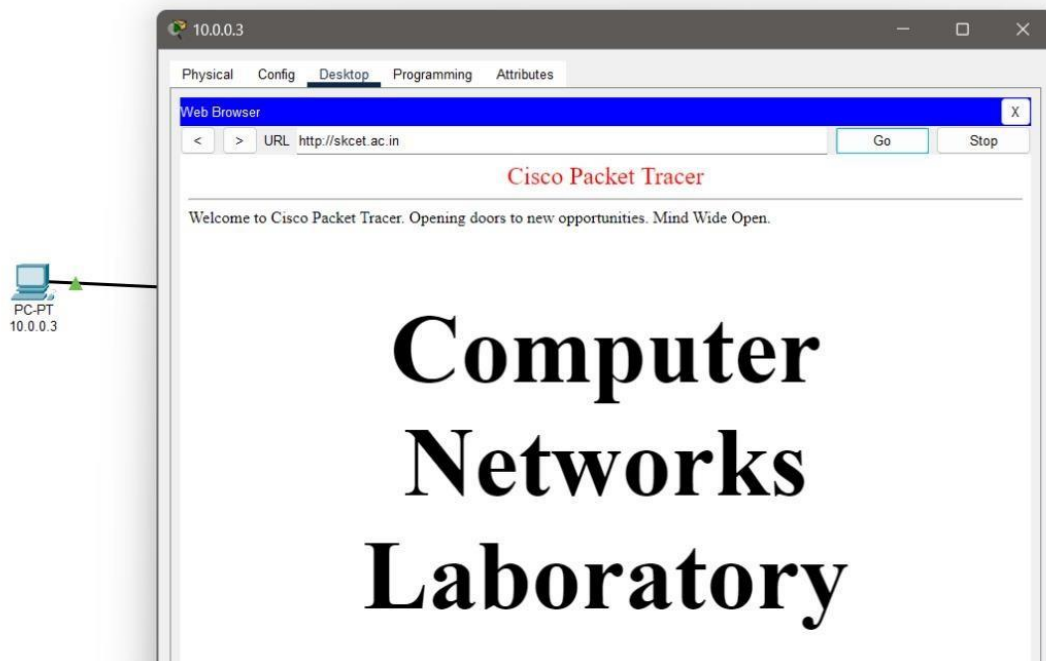 10.0.0.3
Physical Config Desktop Programming Attributes
Web Browser X
< > URL http://skcet.ac.in Go Stop
Cisco Packet Tracer
Welcome to Cisco Packet Tracer. Opening doors to new opportunities. Mind Wide Open.
PC-PT
10.0.0.3
Computer
Networks
Laboratory